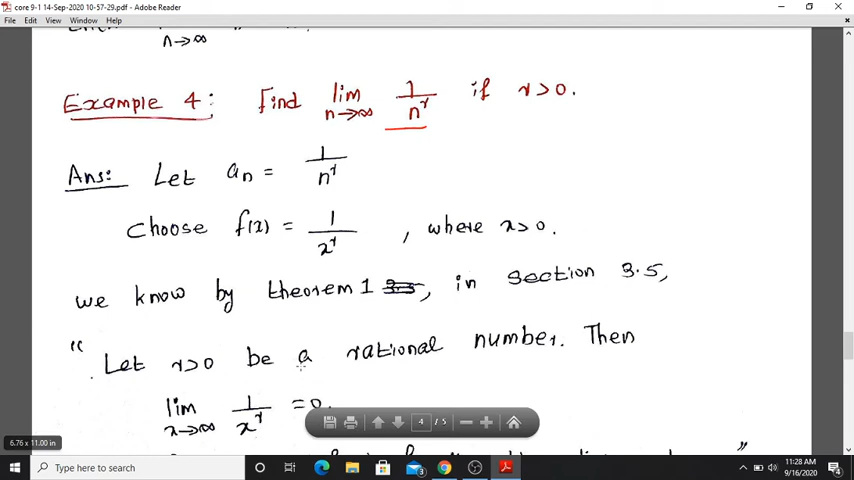 core 9-1 14-Sep-2020 10-57-29.pdf - Adobe Reader
File Edit View Window Help
n→∞
Example 4: Find lim n→∞ 1/n^r if r>0.
Ans: Let a_n = 1/n^r
Choose f(x) = 1/x^r , where x>0.
we know by theorem 1, in section 3.5,
"Let r>0 be a rational number. Then
lim x→∞ 1/x^r = 0.
4 / 5
6.76 x 11.00 in
Type here to search
3
11:28 AM
9/16/2020
4